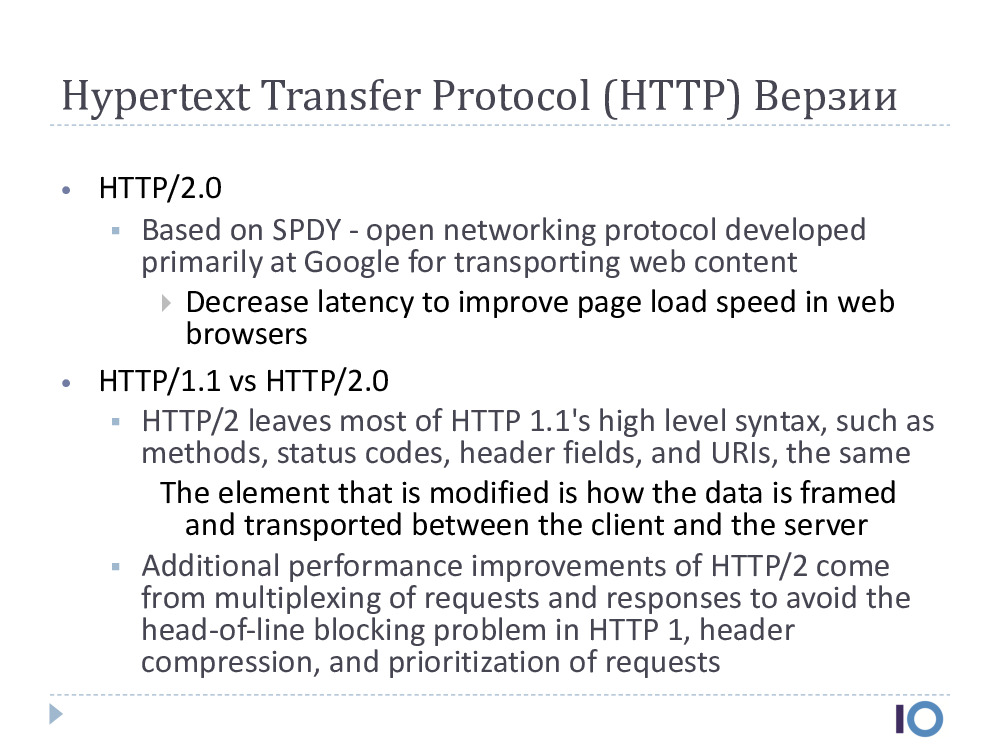 Hypertext Transfer Protocol (HTTP) Верзии
• HTTP/2.0
▪ Based on SPDY - open networking protocol developed
primarily at Google for transporting web content
Decrease latency to improve page load speed in web
browsers
• HTTP/1.1 vs HTTP/2.0
▪ HTTP/2 leaves most of HTTP 1.1's high level syntax, such as
methods, status codes, header fields, and URIs, the same
The element that is modified is how the data is framed
and transported between the client and the server
▪ Additional performance improvements of HTTP/2 come
from multiplexing of requests and responses to avoid the
head-of-line blocking problem in HTTP 1, header
compression, and prioritization of requests
IO